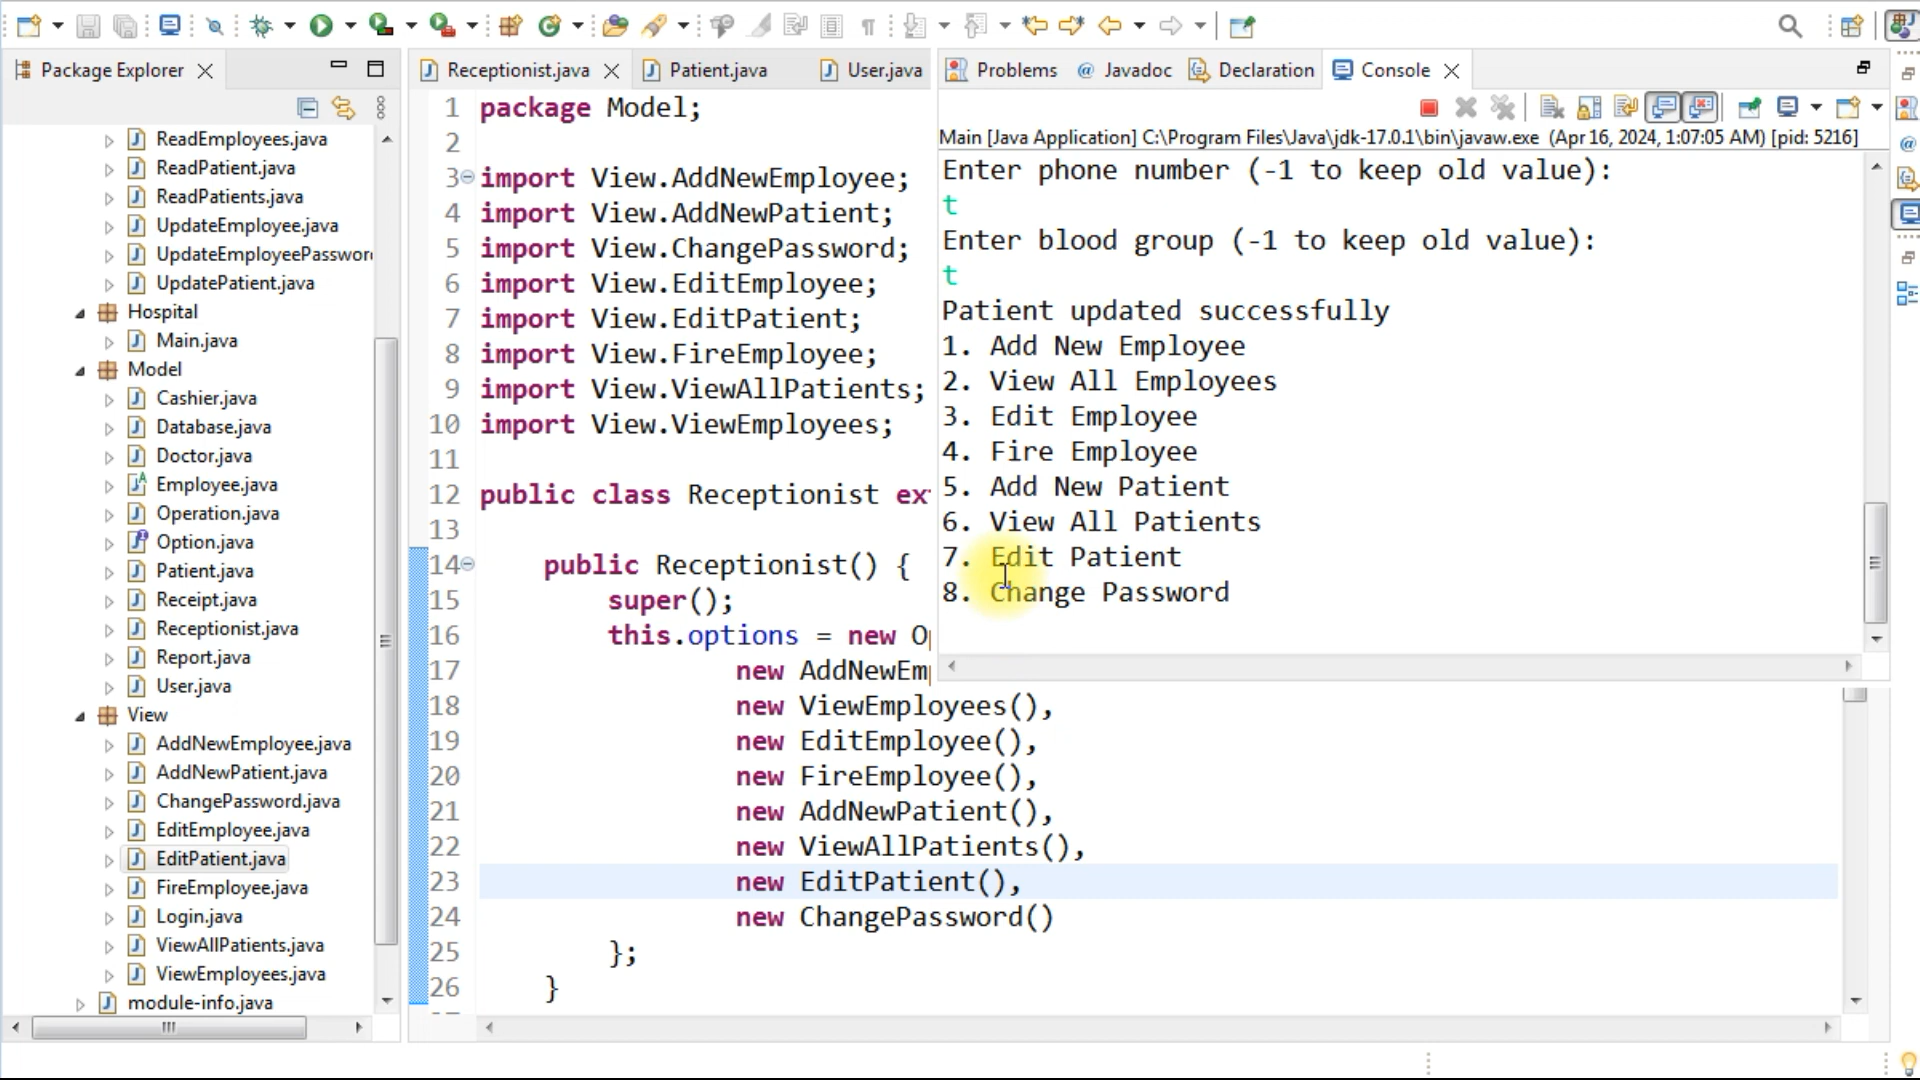 Package Explorer
ReadEmployees.java
ReadPatient.java
ReadPatients.java
UpdateEmployee.java
UpdateEmployeePassword
UpdatePatient.java
Hospital
Main.java
Model
Cashier.java
Database.java
Doctor.java
Employee.java
Operation.java
Option.java
Patient.java
Receipt.java
Receptionist.java
Report.java
User.java
View
AddNewEmployee.java
AddNewPatient.java
ChangePassword.java
EditEmployee.java
EditPatient.java
FireEmployee.java
Login.java
ViewAllPatients.java
ViewEmployees.java
module-info.java
Receptionist.java Patient.java User.java
1 package Model;
2
3 import View.AddNewEmployee;
4 import View.AddNewPatient;
5 import View.ChangePassword;
6 import View.EditEmployee;
7 import View.EditPatient;
8 import View.FireEmployee;
9 import View.ViewAllPatients;
10 import View.ViewEmployees;
11
12 public class Receptionist ex
13
14 public Receptionist() {
15 super();
16 this.options = new Op
17 new AddNewEm
18 new ViewEmployees(),
19 new EditEmployee(),
20 new FireEmployee(),
21 new AddNewPatient(),
22 new ViewAllPatients(),
23 new EditPatient(),
24 new ChangePassword()
25 };
26 }
Problems Javadoc Declaration Console
Main [Java Application] C:\Program Files\Java\jdk-17.0.1\bin\javaw.exe (Apr 16, 2024, 1:07:05 AM) [pid: 5216]
Enter phone number (-1 to keep old value):
t
Enter blood group (-1 to keep old value):
t
Patient updated successfully
1. Add New Employee
2. View All Employees
3. Edit Employee
4. Fire Employee
5. Add New Patient
6. View All Patients
7. Edit Patient
8. Change Password